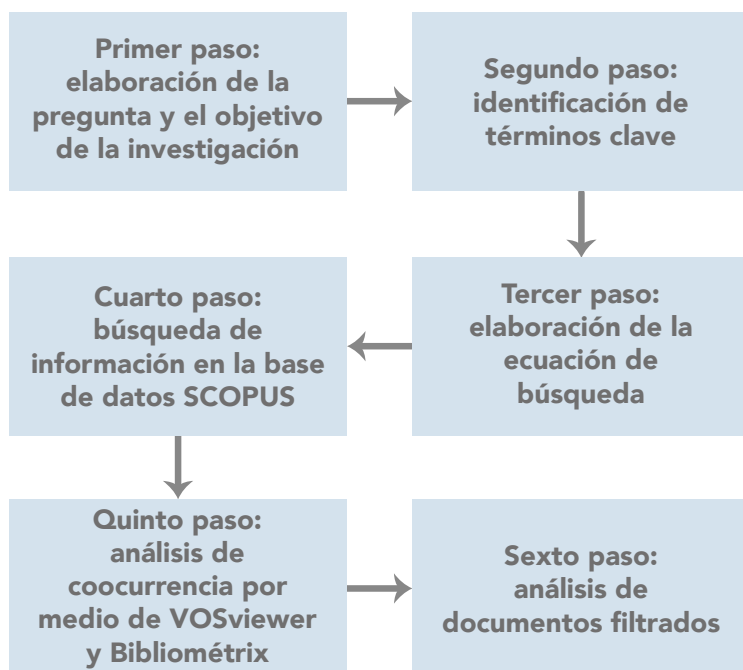 Primer paso:
elaboración de la
pregunta y el objetivo
de la investigación
Segundo paso:
identificación de
términos clave
Tercer paso:
elaboración de la
ecuación de
búsqueda
Cuarto paso:
búsqueda de
información en la base
de datos SCOPUS
Quinto paso:
análisis de
coocurrencia por
medio de VOSviewer
y Bibliométrix
Sexto paso:
análisis de
documentos filtrados